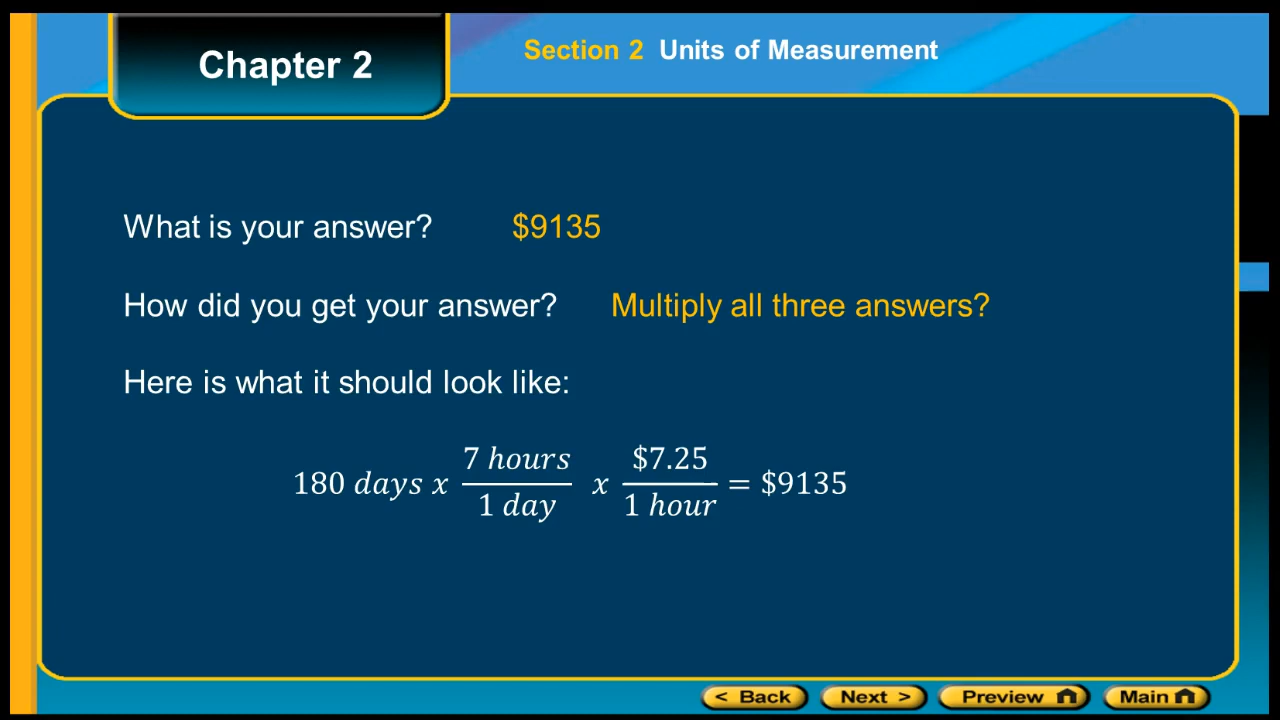 Chapter 2
Section 2 Units of Measurement
What is your answer? $9135
How did you get your answer? Multiply all three answers?
Here is what it should look like:
180 days x 7 hours / 1 day x $7.25 / 1 hour = $9135
< Back Next > Preview Main